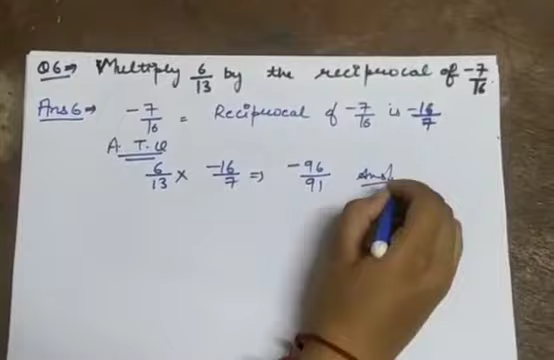 Q6⇒ Multiply 6/13 by the reciprocal of -7/16
Ans6⇒ -7/16 = Reciprocal of -7/16 is -16/7
A. T. Q
6/13 × -16/7 ⇒ -96/91 Ans